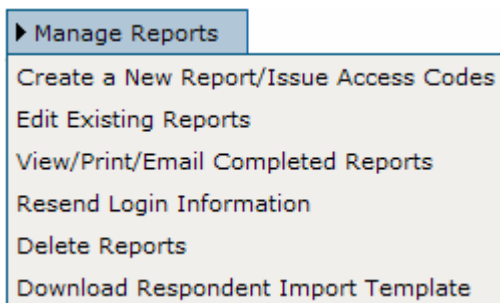 Manage Reports
Create a New Report/Issue Access Codes
Edit Existing Reports
View/Print/Email Completed Reports
Resend Login Information
Delete Reports
Download Respondent Import Template